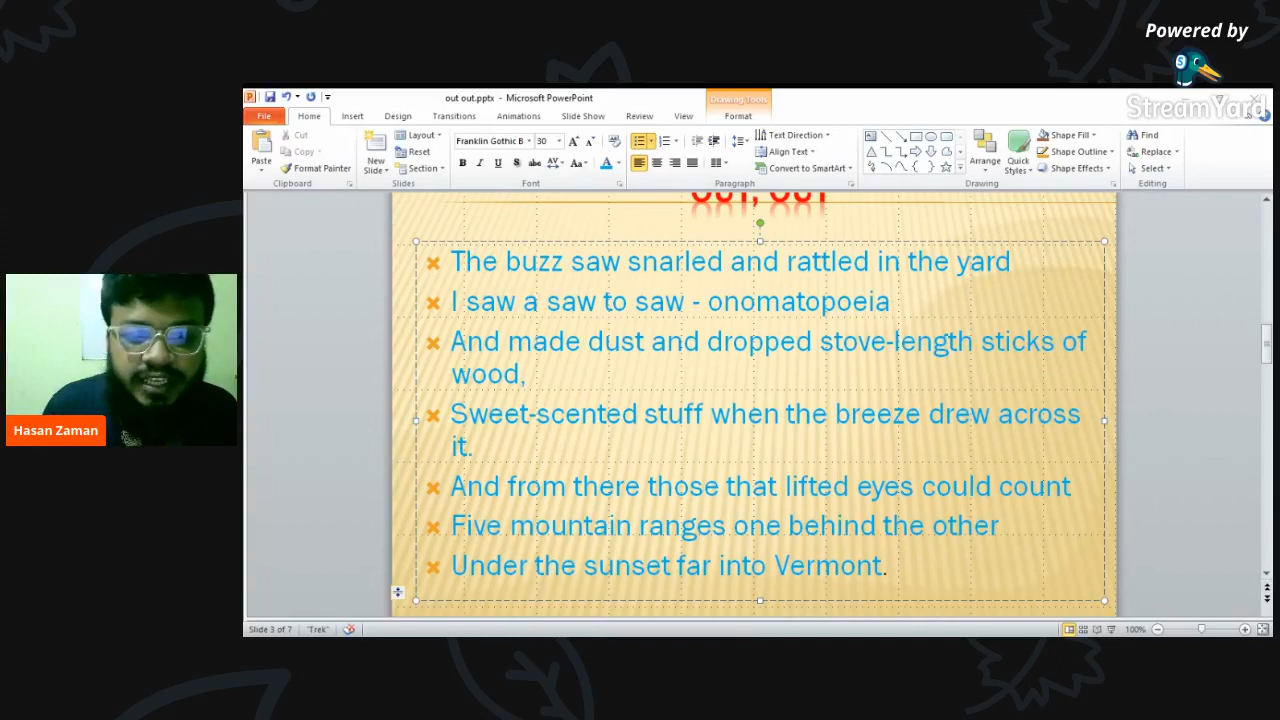 Powered by
StreamYard
out out.pptx - Microsoft PowerPoint
Drawing Tools
File Home Insert Design Transitions Animations Slide Show Review View Format
Cut
Copy
Format Painter
Paste
Clipboard
New Slide
Layout
Reset
Section
Slides
Franklin Gothic B 30
Font
Paragraph
Text Direction
Align Text
Convert to SmartArt
Arrange
Quick Styles
Shape Fill
Shape Outline
Shape Effects
Drawing
Find
Replace
Select
Editing
OUT, OUT
The buzz saw snarled and rattled in the yard
I saw a saw to saw - onomatopoeia
And made dust and dropped stove-length sticks of
wood,
Sweet-scented stuff when the breeze drew across
it.
And from there those that lifted eyes could count
Five mountain ranges one behind the other
Under the sunset far into Vermont.
Hasan Zaman
Slide 3 of 7 "Trek" 100%